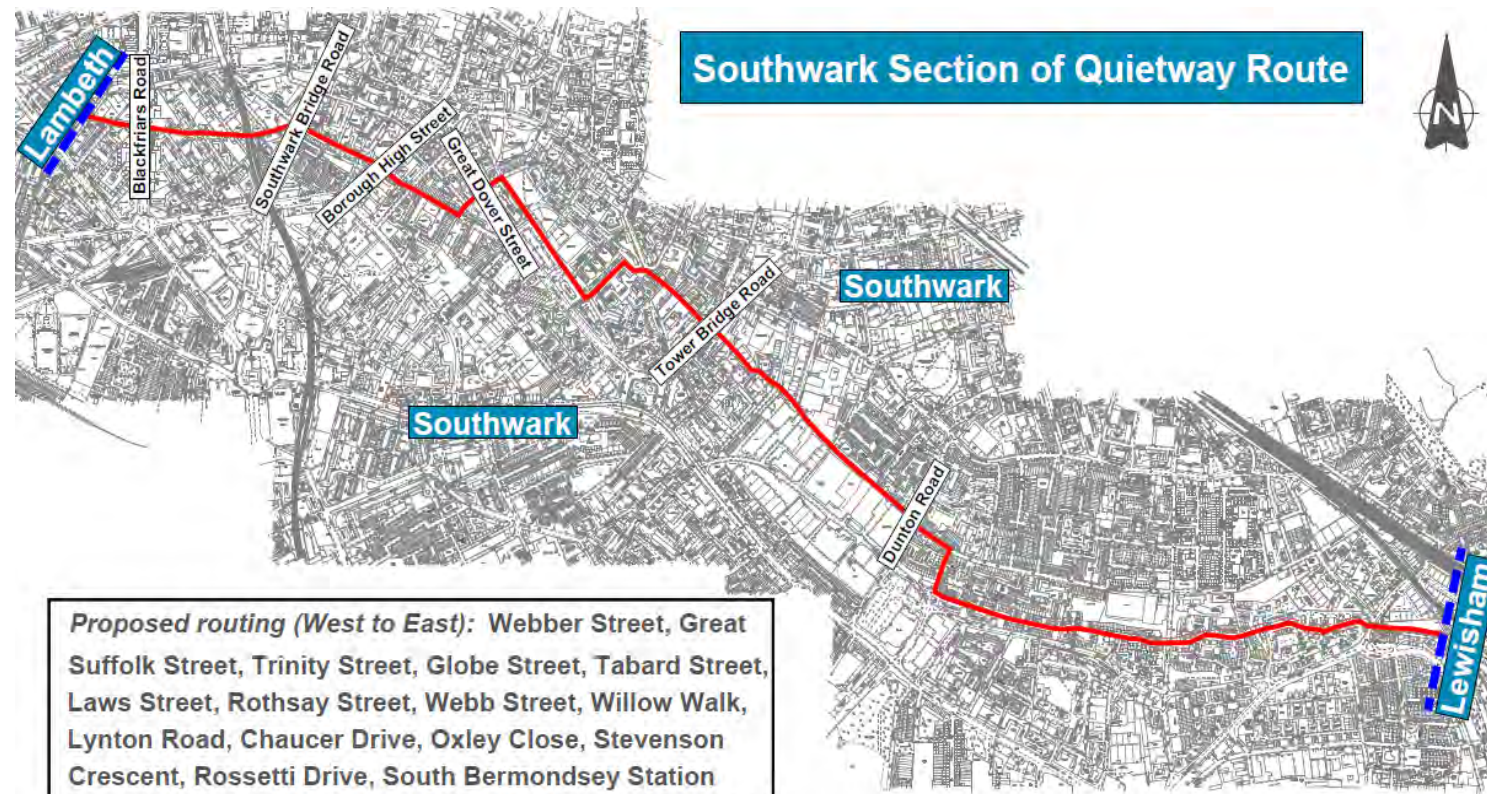 Southwark Section of Quietway Route
N
Lambeth
Blackfriars Road
Southwark Bridge Road
Borough High Street
Great Dover Street
Tower Bridge Road
Southwark
Southwark
Dunton Road
Lewisham
Proposed routing (West to East): Webber Street, Great
Suffolk Street, Trinity Street, Globe Street, Tabard Street,
Laws Street, Rothsay Street, Webb Street, Willow Walk,
Lynton Road, Chaucer Drive, Oxley Close, Stevenson
Crescent, Rossetti Drive, South Bermondsey Station